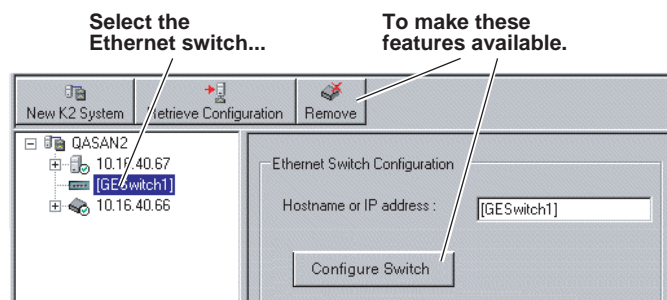 Select the
Ethernet switch...
To make these
features available.
New K2 System
Retrieve Configuration
Remove
QASAN2
10.16.40.67
[GESwitch1]
10.16.40.66
Ethernet Switch Configuration
Hostname or IP address :
[GESwitch1]
Configure Switch